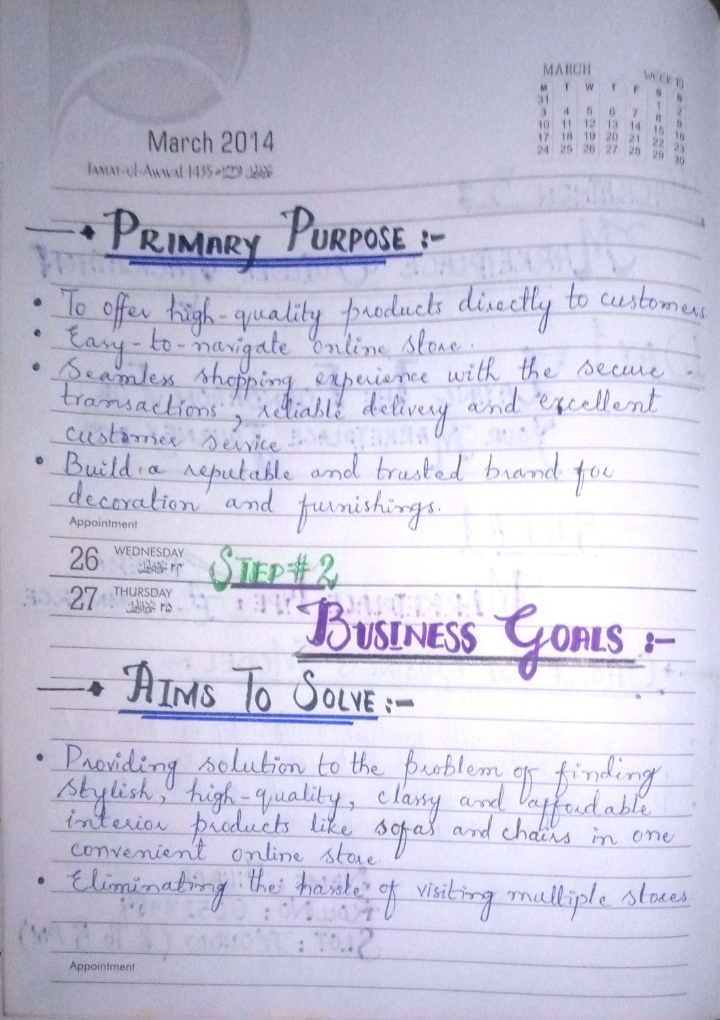 March 2014
MARCH WEEK
M T W T F S S
31 1 2
3 4 5 6 7 8 9
10 11 12 13 14 15 16
17 18 19 20 21 22 23
24 25 26 27 28 29 30
Jamat-ul-Awwal 1435
PRIMARY PURPOSE :-
• To offer high-quality products directly to customers.
• Easy-to-navigate online store.
• Seamless shopping experience with the secure
transactions, reliable delivery and excellent
customer service
• Build a reputable and trusted brand for
decoration and furnishings.
Appointment
26 WEDNESDAY
STEP # 2
27 THURSDAY
BUSINESS GOALS :-
AIMS TO SOLVE :-
• Providing solution to the problem of finding
stylish, high-quality, classy and affordable
interior products like sofas and chairs in one
convenient online store.
• Eliminating the hassle of visiting multiple stores
Appointment